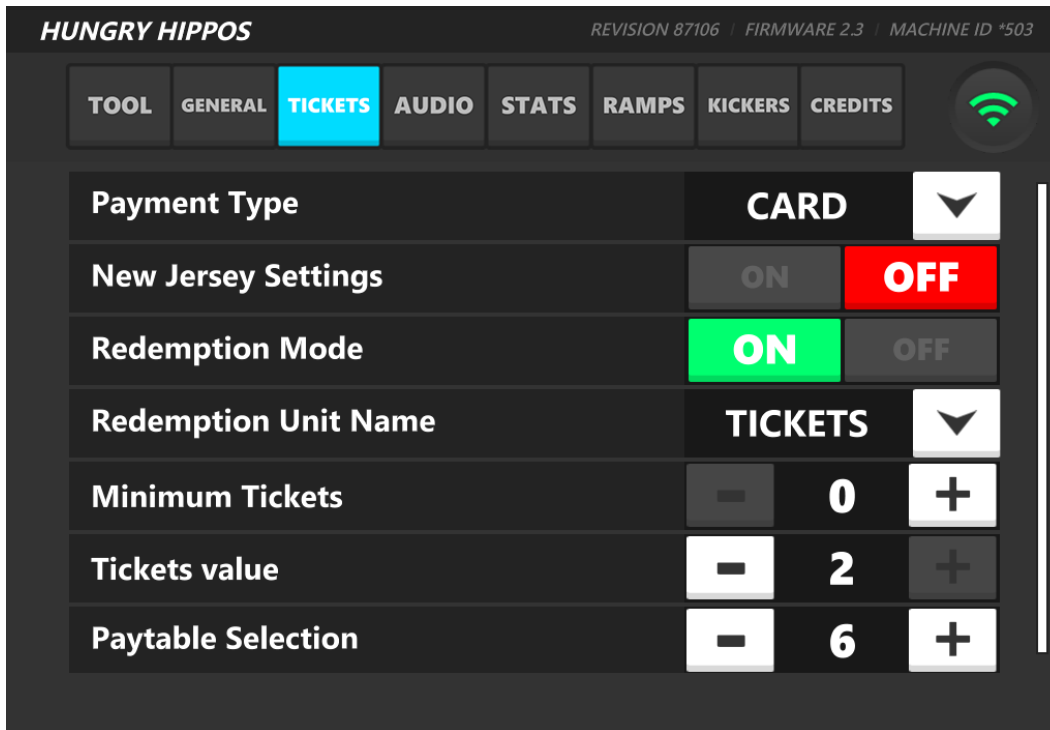 HUNGRY HIPPOS
REVISION 87106 | FIRMWARE 2.3 | MACHINE ID *503
TOOL GENERAL TICKETS AUDIO STATS RAMPS KICKERS CREDITS
Payment Type CARD
New Jersey Settings ON OFF
Redemption Mode ON OFF
Redemption Unit Name TICKETS
Minimum Tickets - 0 +
Tickets value - 2 +
Paytable Selection - 6 +